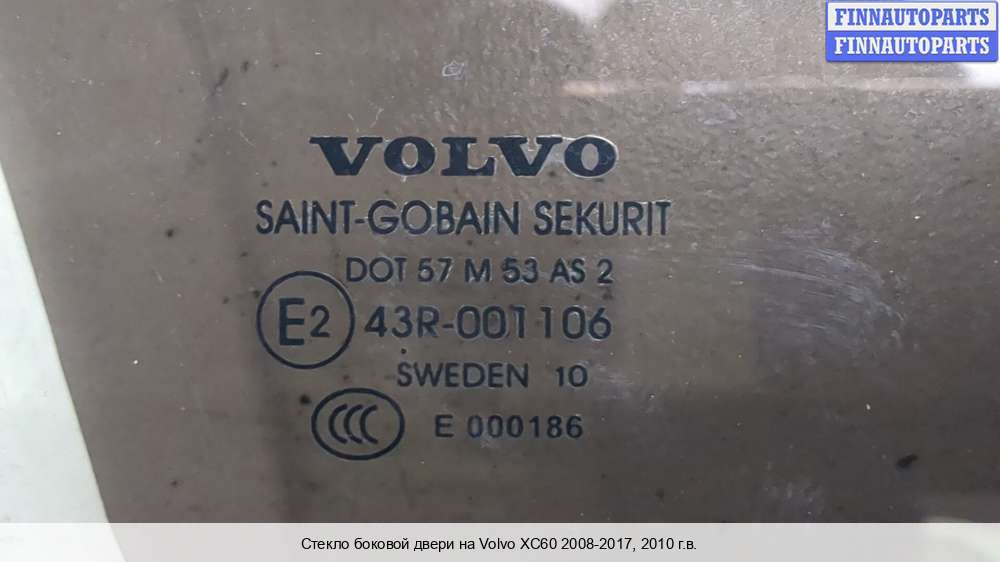 FINNAUTOPARTS
FINNAUTOPARTS
VOLVO
SAINT-GOBAIN SEKURIT
DOT 57 M 53 AS 2
E2 43R-001106
SWEDEN 10
CCC E 000186
Стекло боковой двери на Volvo XC60 2008-2017, 2010 г.в.